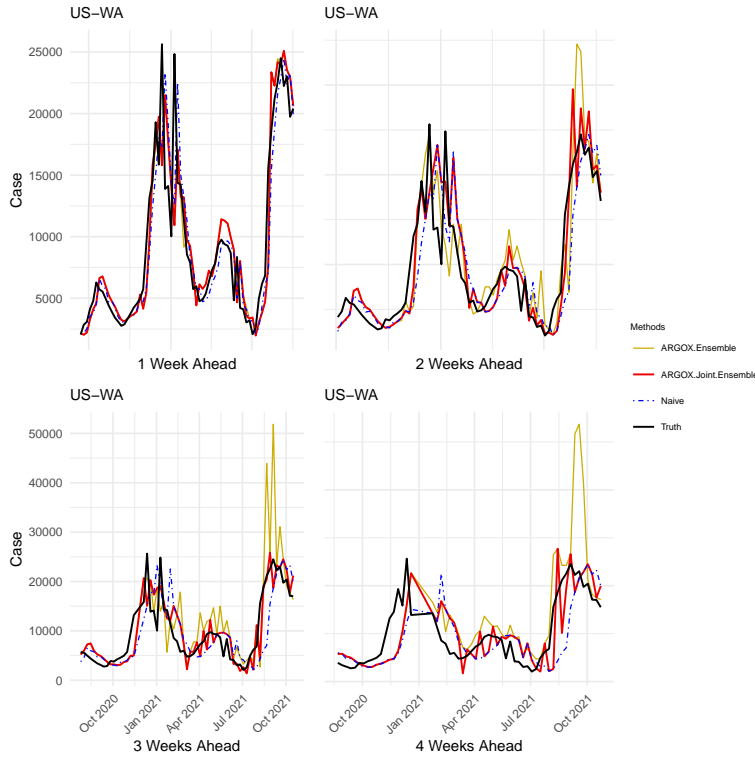 US−WA
US−WA
Case
25000
20000
15000
10000
5000
1 Week Ahead
2 Weeks Ahead
Methods
ARGOX.Ensemble
ARGOX.Joint.Ensemble
Naive
Truth
US−WA
US−WA
Case
50000
40000
30000
20000
10000
0
Oct 2020
Jan 2021
Apr 2021
Jul 2021
Oct 2021
Oct 2020
Jan 2021
Apr 2021
Jul 2021
Oct 2021
3 Weeks Ahead
4 Weeks Ahead